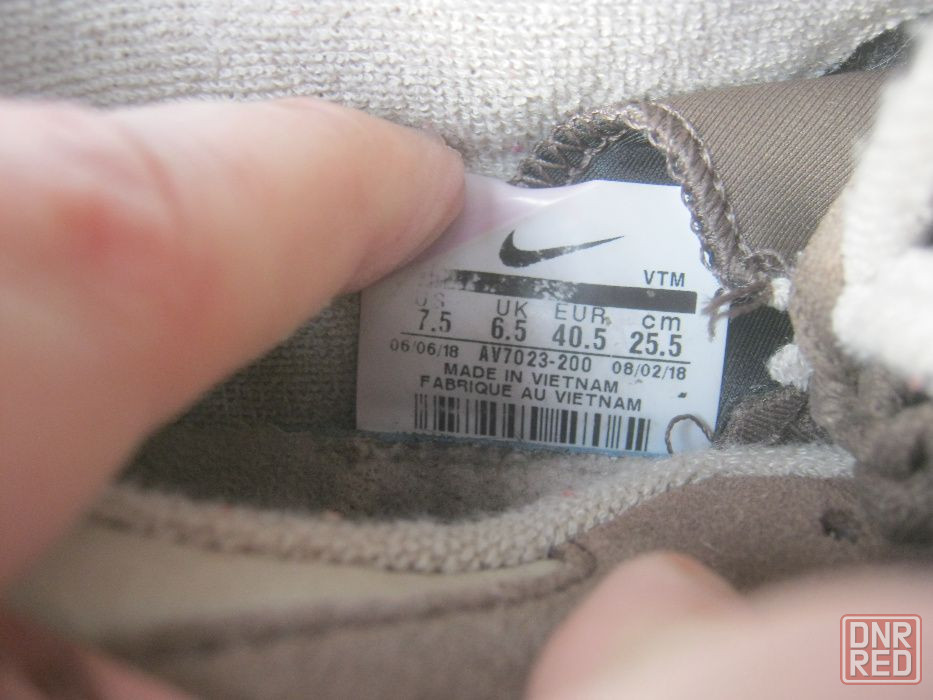 VTM
US UK EUR cm
7.5 6.5 40.5 25.5
06/06/18 AV7023-200 08/02/18
MADE IN VIETNAM
FABRIQUE AU VIETNAM
DNR
RED